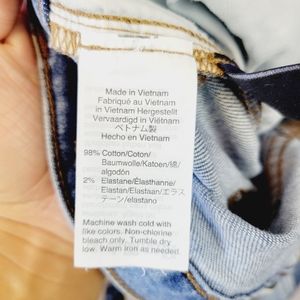 Made in Vietnam
Fabriqué au Vietnam
in Vietnam Hergestellt
Vervaardigd in Vietnam
ベトナム製
Hecho en Vietnam
98% Cotton/Coton/
Baumwolle/Katoen/綿/
algodón
2% Elastane/Élasthanne/
Elastan/Elasthaan/エラス
テーン/elastano
Machine wash cold with
like colors. Non-chlorine
bleach only. Tumble dry
low. Warm iron as needed.